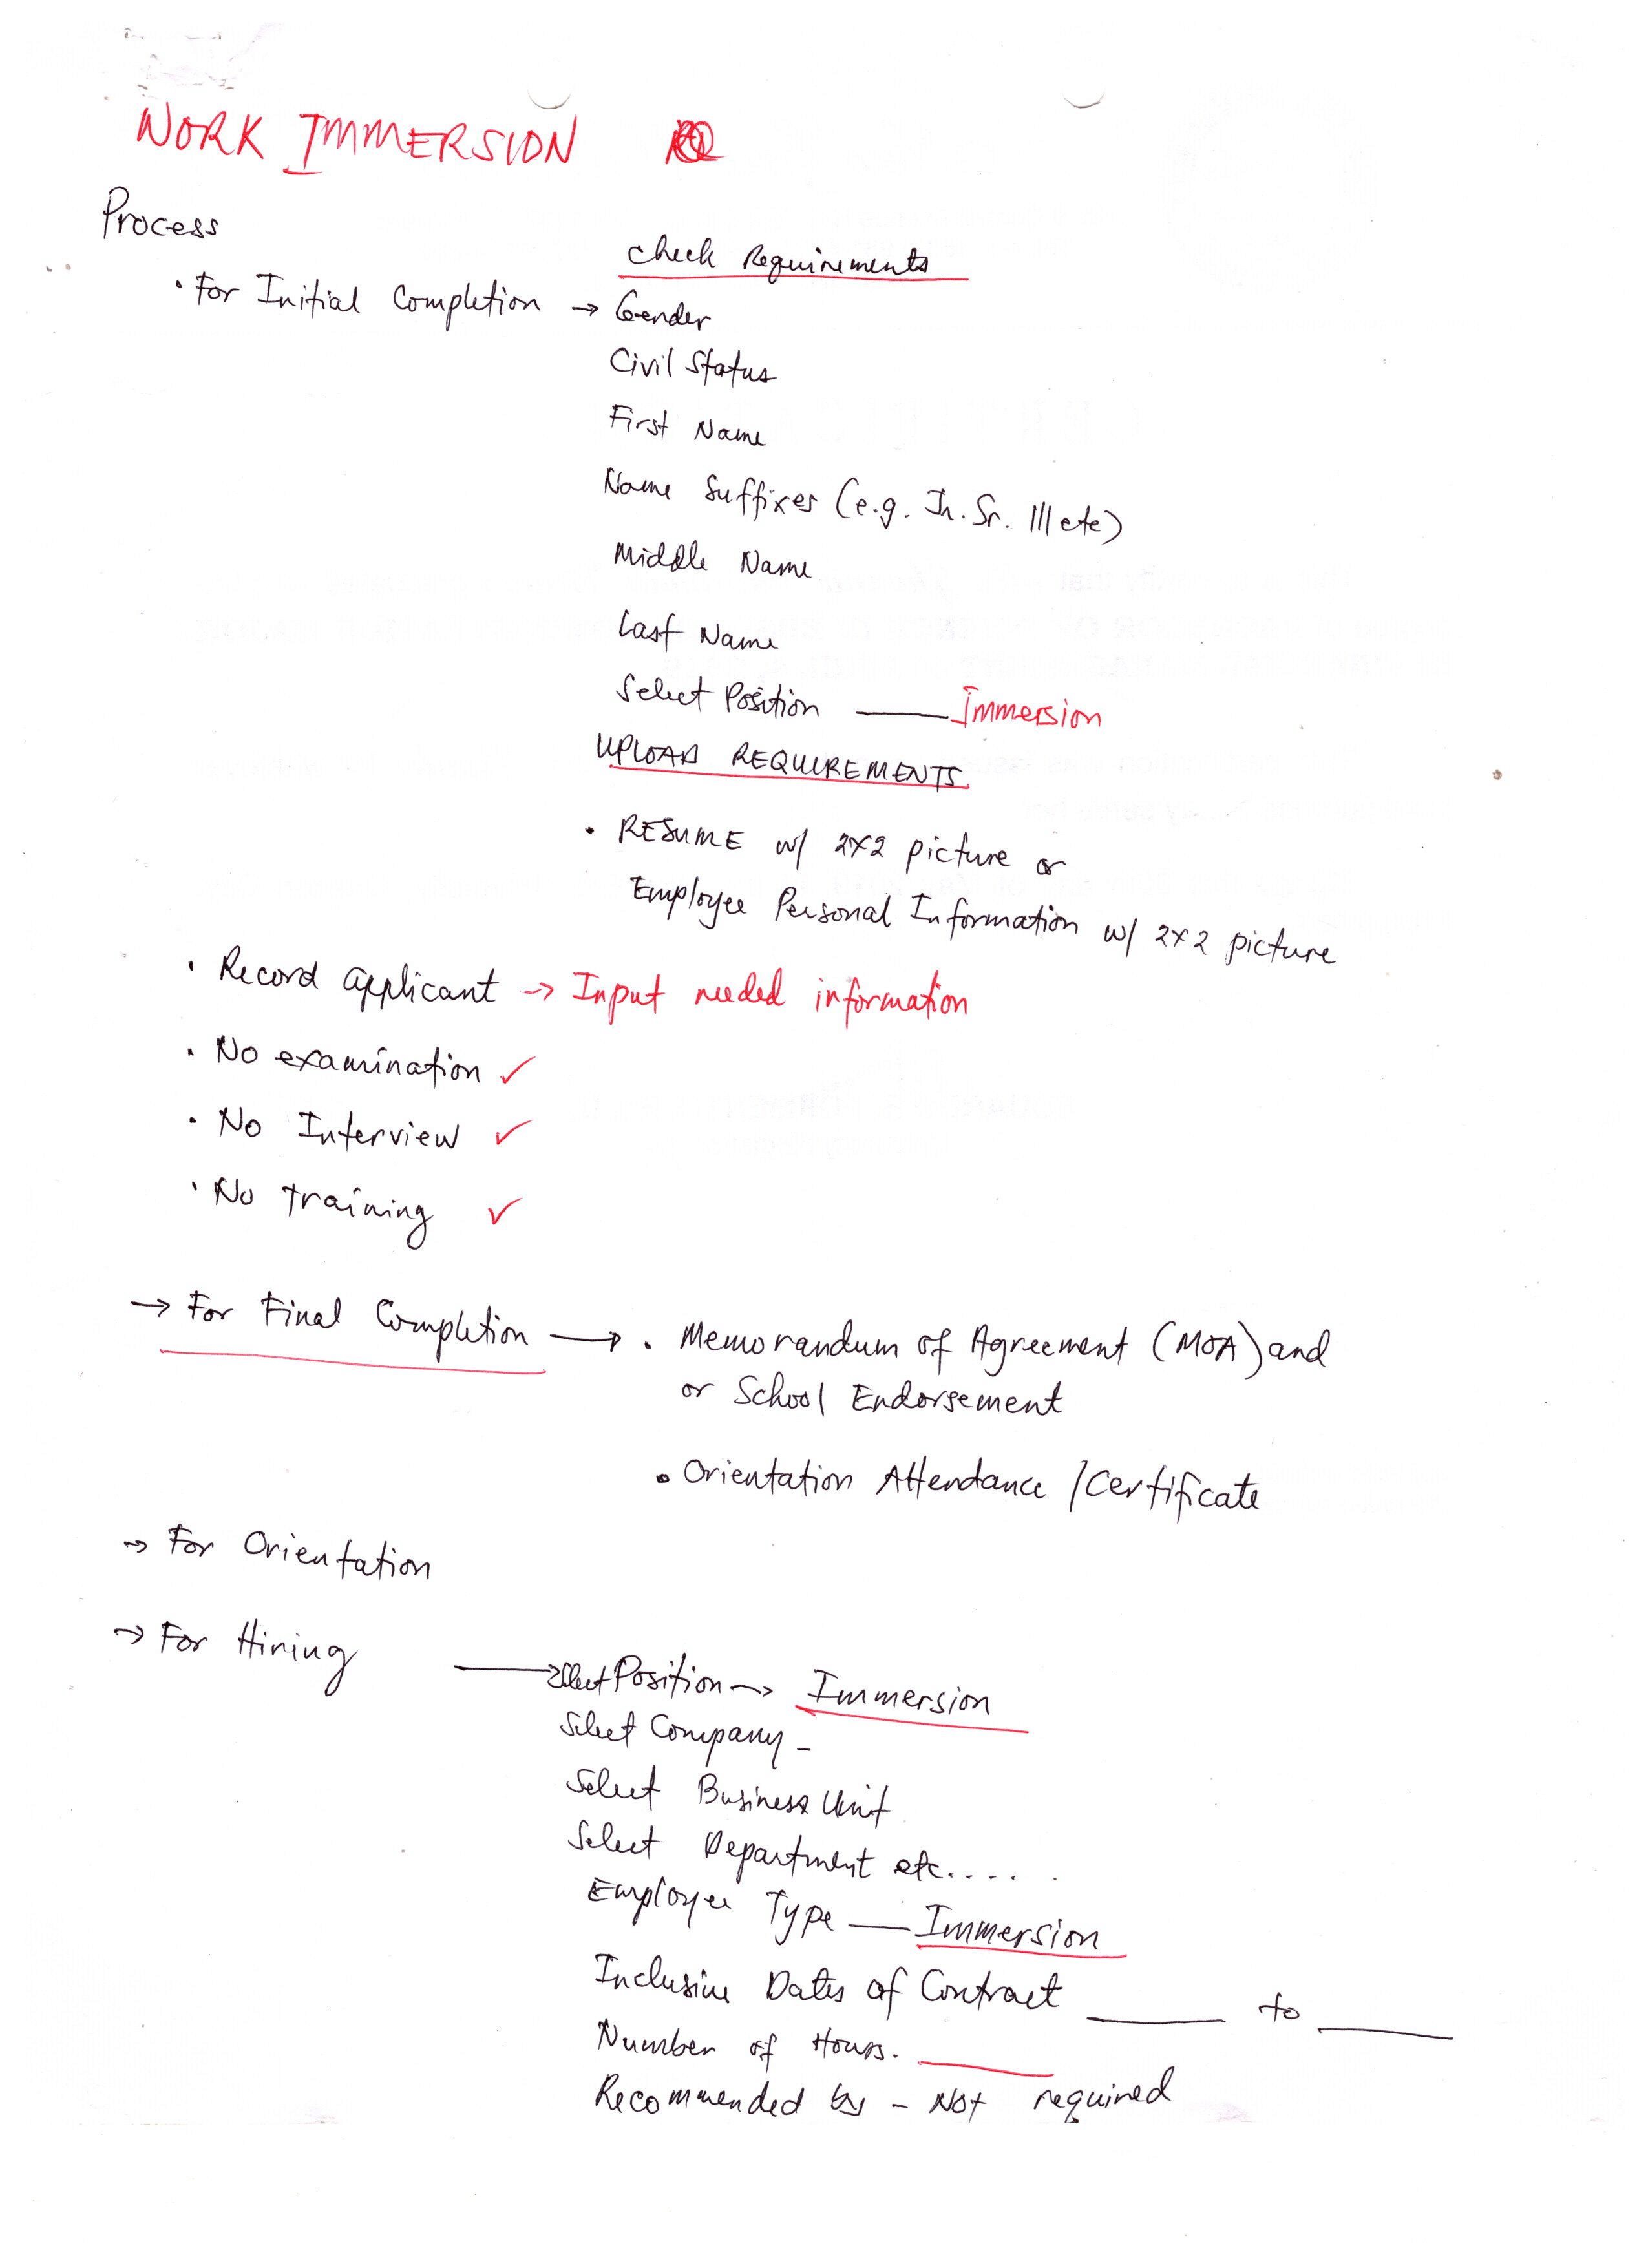 WORK IMMERSION
Process
check Requirements
• For Initial Completion → Gender
Civil Status
First Name
Name Suffixes (e.g. Jr. Sr. III etc)
Middle Name
Last Name
Select Position —— Immersion
UPLOAD REQUIREMENTS
• RESUME w/ 2x2 picture or
Employee Personal Information w/ 2x2 picture
• Record applicant → Input needed information
• No examination ✓
• No Interview ✓
• No training ✓
→ For Final Completion → • Memorandum of Agreement (MOA) and
or School Endorsement
• Orientation Attendance / Certificate
→ For Orientation
→ For Hiring
→ Select Position → Immersion
Select Company -
Select Business Unit
Select Department etc.....
Employee Type —— Immersion
Inclusive Dates of Contract ______ to ______
Number of Hours. ______
Recommended by - Not required